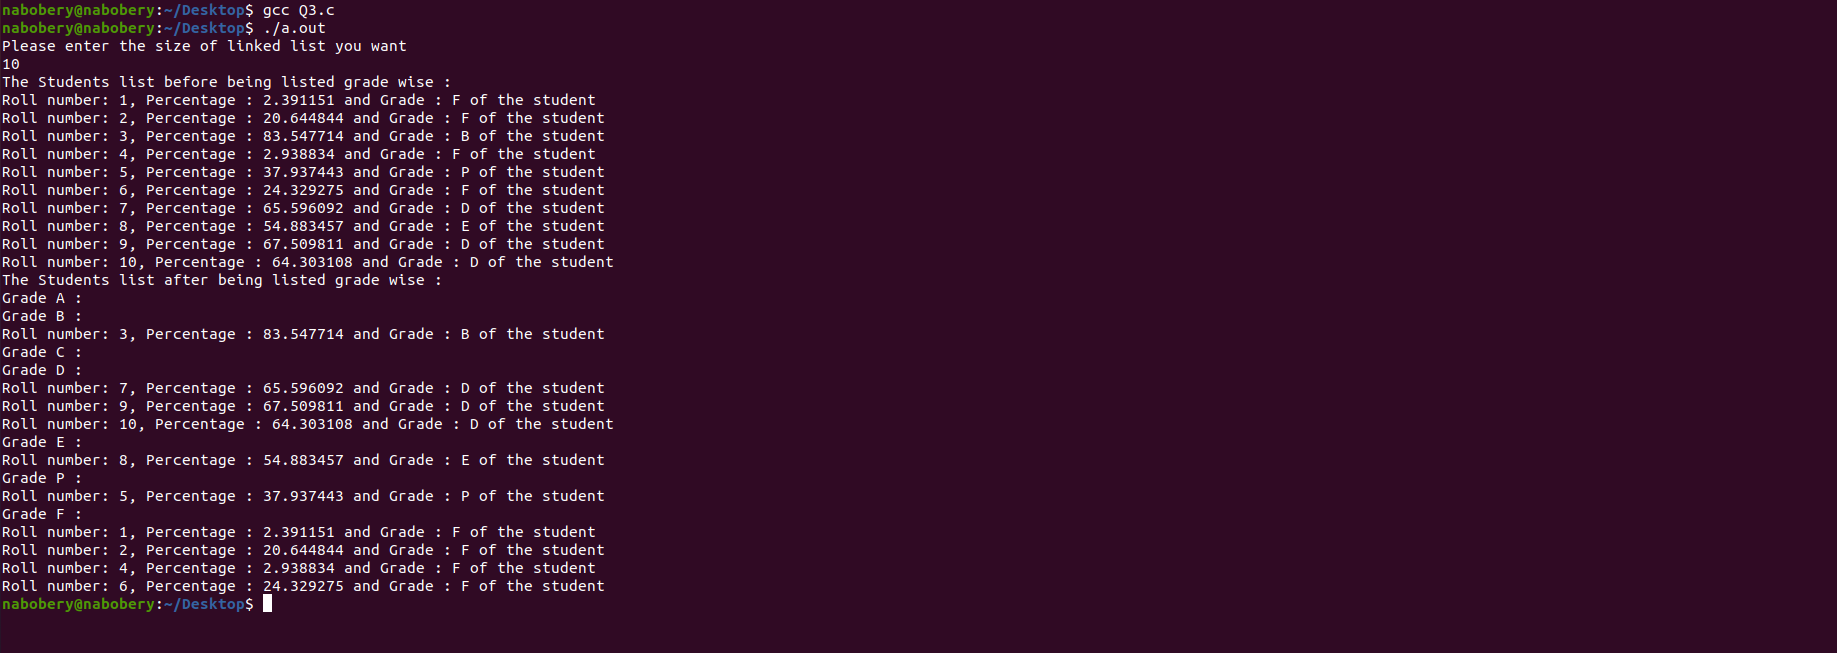 nabobery@nabobery:~/Desktop$ gcc Q3.c
nabobery@nabobery:~/Desktop$ ./a.out
Please enter the size of linked list you want
10
The Students list before being listed grade wise :
Roll number: 1, Percentage : 2.391151 and Grade : F of the student
Roll number: 2, Percentage : 20.644844 and Grade : F of the student
Roll number: 3, Percentage : 83.547714 and Grade : B of the student
Roll number: 4, Percentage : 2.938834 and Grade : F of the student
Roll number: 5, Percentage : 37.937443 and Grade : P of the student
Roll number: 6, Percentage : 24.329275 and Grade : F of the student
Roll number: 7, Percentage : 65.596092 and Grade : D of the student
Roll number: 8, Percentage : 54.883457 and Grade : E of the student
Roll number: 9, Percentage : 67.509811 and Grade : D of the student
Roll number: 10, Percentage : 64.303108 and Grade : D of the student
The Students list after being listed grade wise :
Grade A :
Grade B :
Roll number: 3, Percentage : 83.547714 and Grade : B of the student
Grade C :
Grade D :
Roll number: 7, Percentage : 65.596092 and Grade : D of the student
Roll number: 9, Percentage : 67.509811 and Grade : D of the student
Roll number: 10, Percentage : 64.303108 and Grade : D of the student
Grade E :
Roll number: 8, Percentage : 54.883457 and Grade : E of the student
Grade P :
Roll number: 5, Percentage : 37.937443 and Grade : P of the student
Grade F :
Roll number: 1, Percentage : 2.391151 and Grade : F of the student
Roll number: 2, Percentage : 20.644844 and Grade : F of the student
Roll number: 4, Percentage : 2.938834 and Grade : F of the student
Roll number: 6, Percentage : 24.329275 and Grade : F of the student
nabobery@nabobery:~/Desktop$